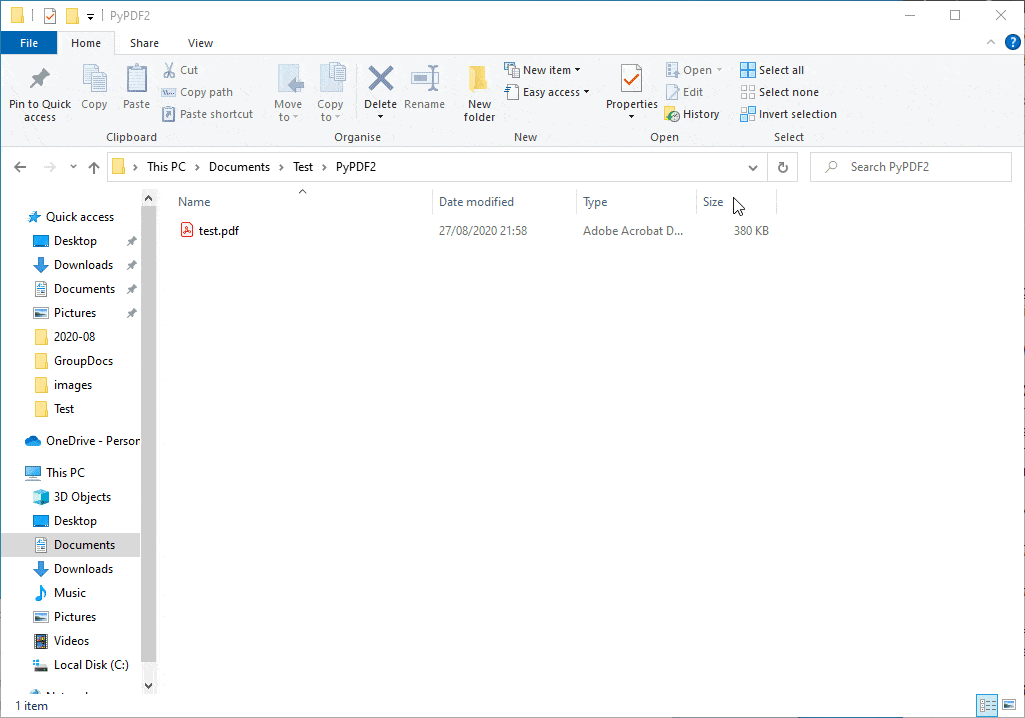 PyPDF2
File Home Share View
Pin to Quick access
Copy
Paste
Cut
Copy path
Paste shortcut
Clipboard
Move to
Copy to
Delete
Rename
Organise
New folder
New item
Easy access
New
Properties
Open
Edit
History
Open
Select all
Select none
Invert selection
Select
This PC › Documents › Test › PyPDF2
Search PyPDF2
Name Date modified Type Size
test.pdf 27/08/2020 21:58 Adobe Acrobat D... 380 KB
Quick access
Desktop
Downloads
Documents
Pictures
2020-08
GroupDocs
images
Test
OneDrive - Person
This PC
3D Objects
Desktop
Documents
Downloads
Music
Pictures
Videos
Local Disk (C:)
1 item